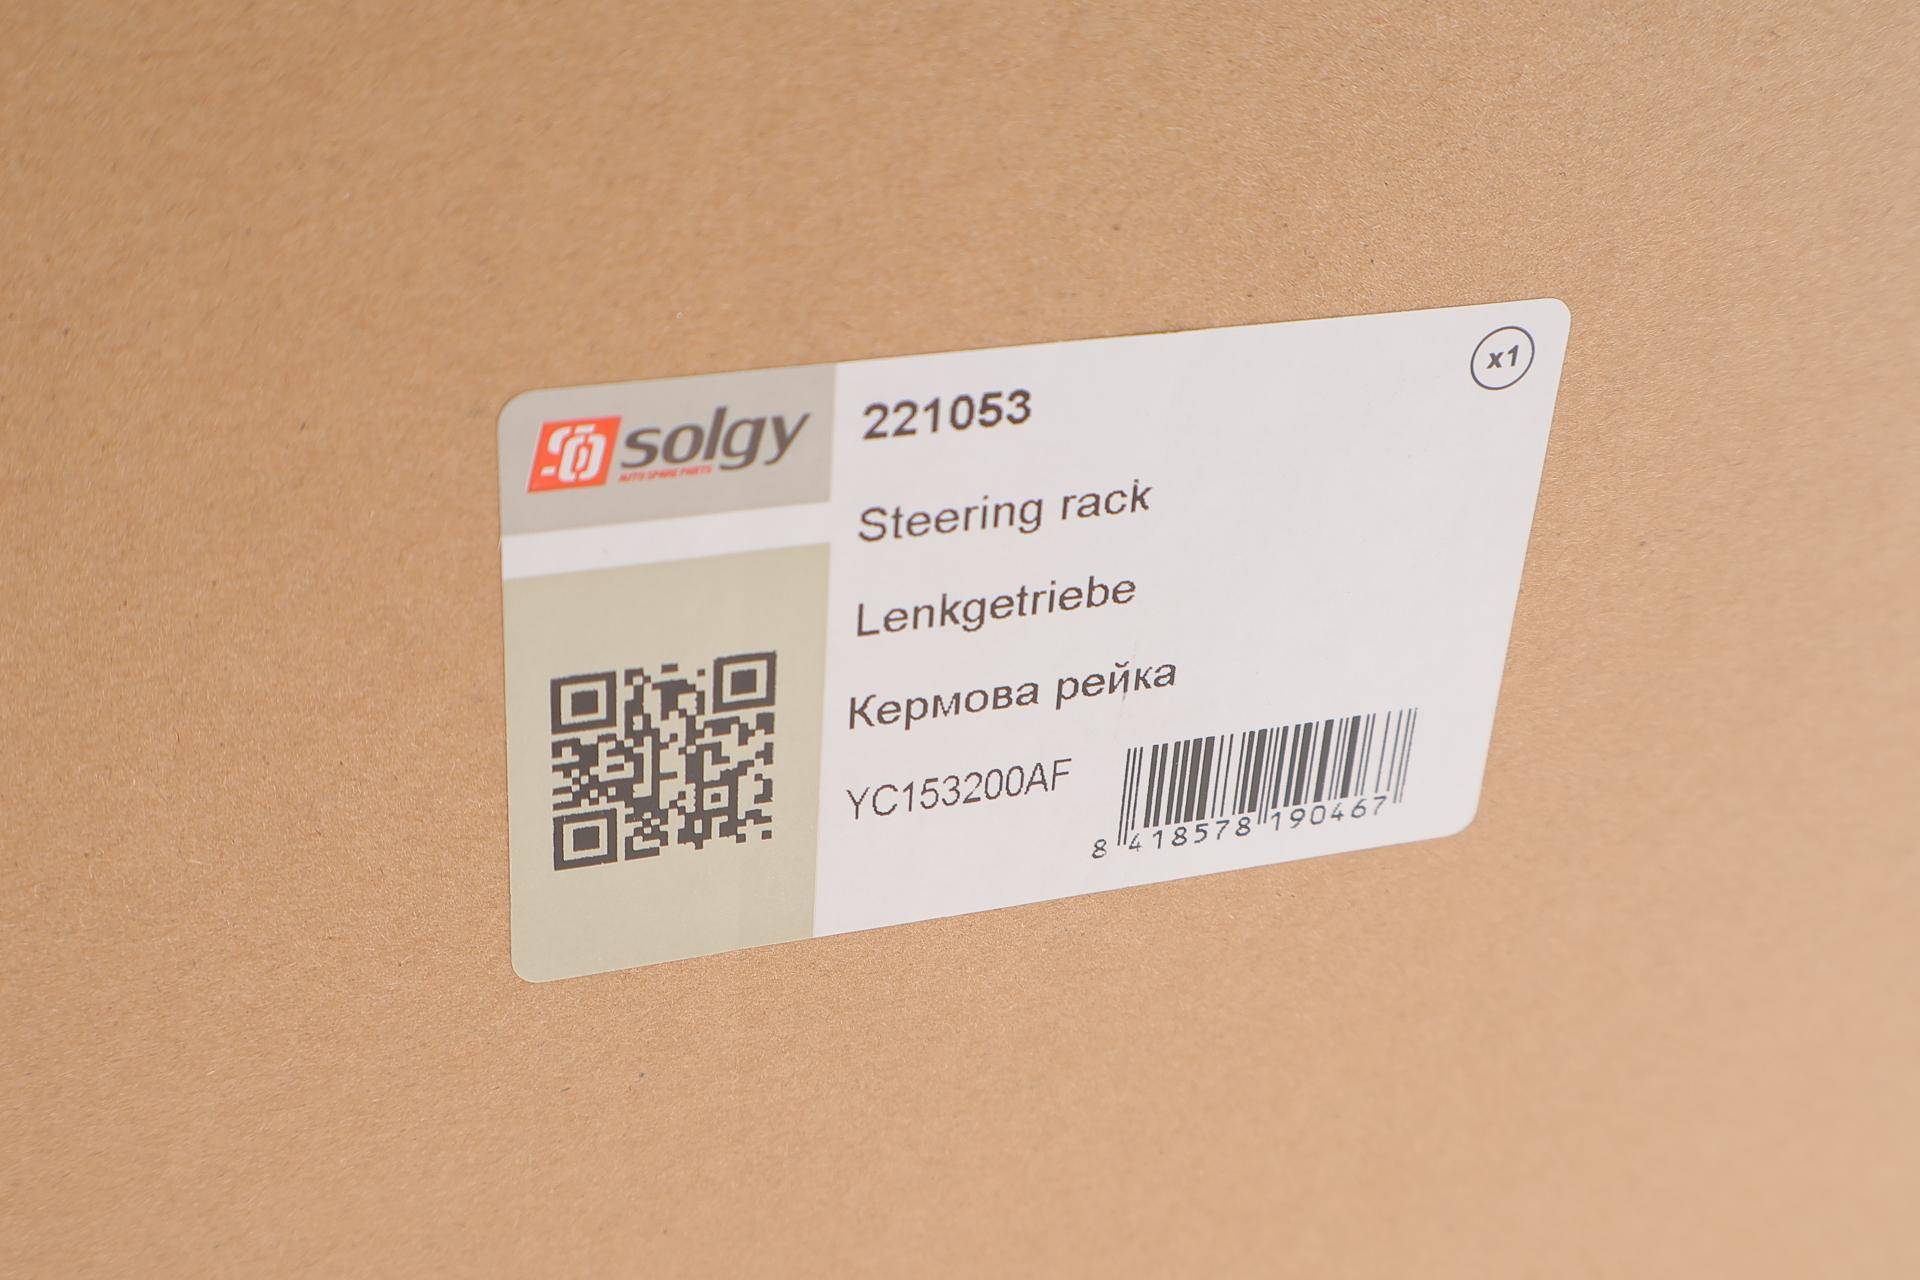 solgy
AUTO SPARE PARTS
221053
x1
Steering rack
Lenkgetriebe
Кермова рейка
YC153200AF
8 418578 190467